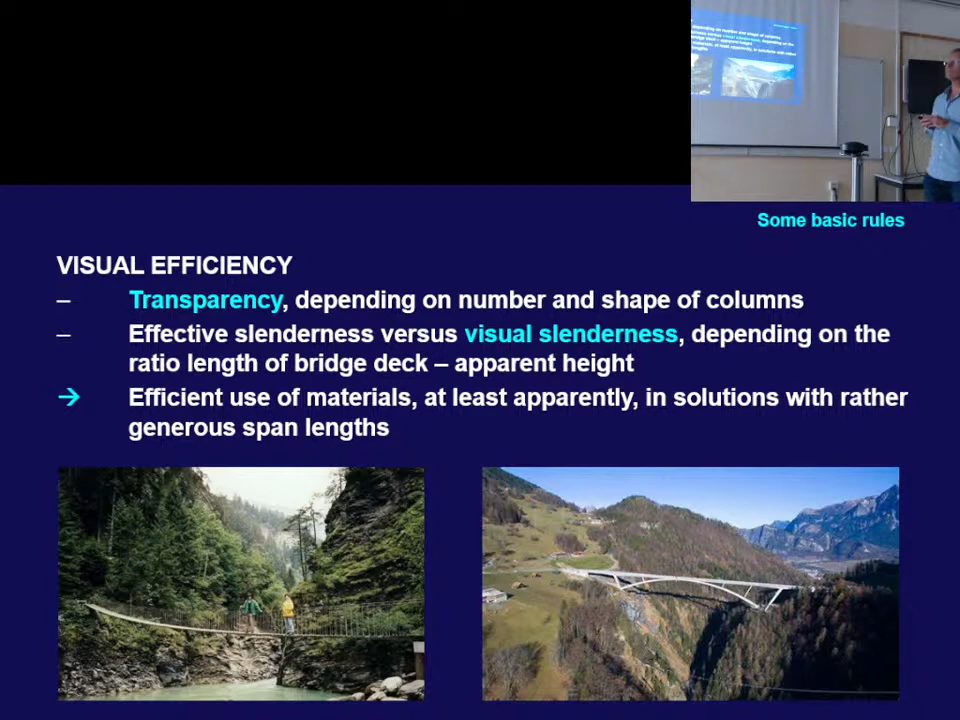 Some basic rules
VISUAL EFFICIENCY
– Transparency, depending on number and shape of columns
– Effective slenderness versus visual slenderness, depending on the
ratio length of bridge deck – apparent height
→ Efficient use of materials, at least apparently, in solutions with rather
generous span lengths